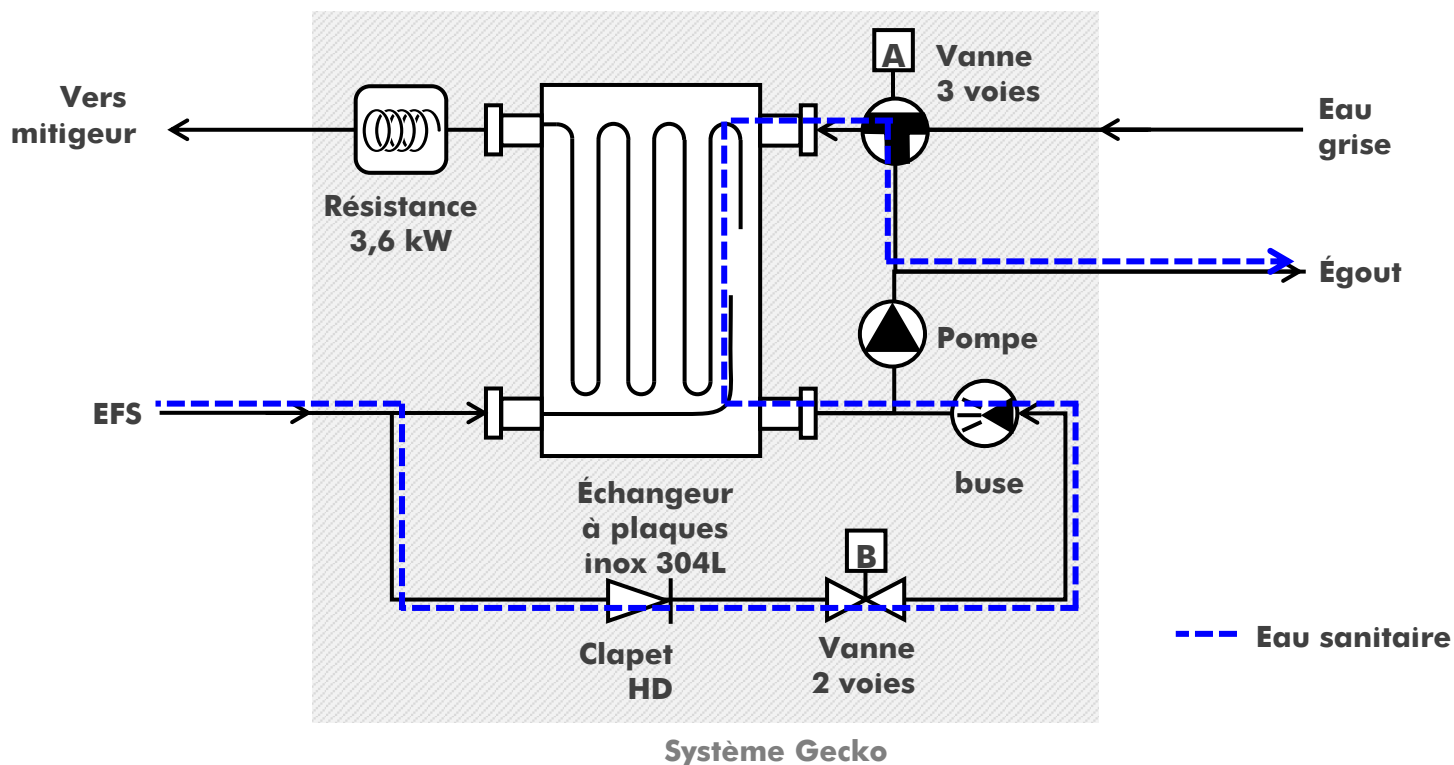 A
Vanne
3 voies
Vers
mitigeur
Eau
grise
Résistance
3,6 kW
Égout
Pompe
EFS
buse
Échangeur
à plaques
inox 304L
B
Clapet
HD
Vanne
2 voies
Eau sanitaire
Système Gecko